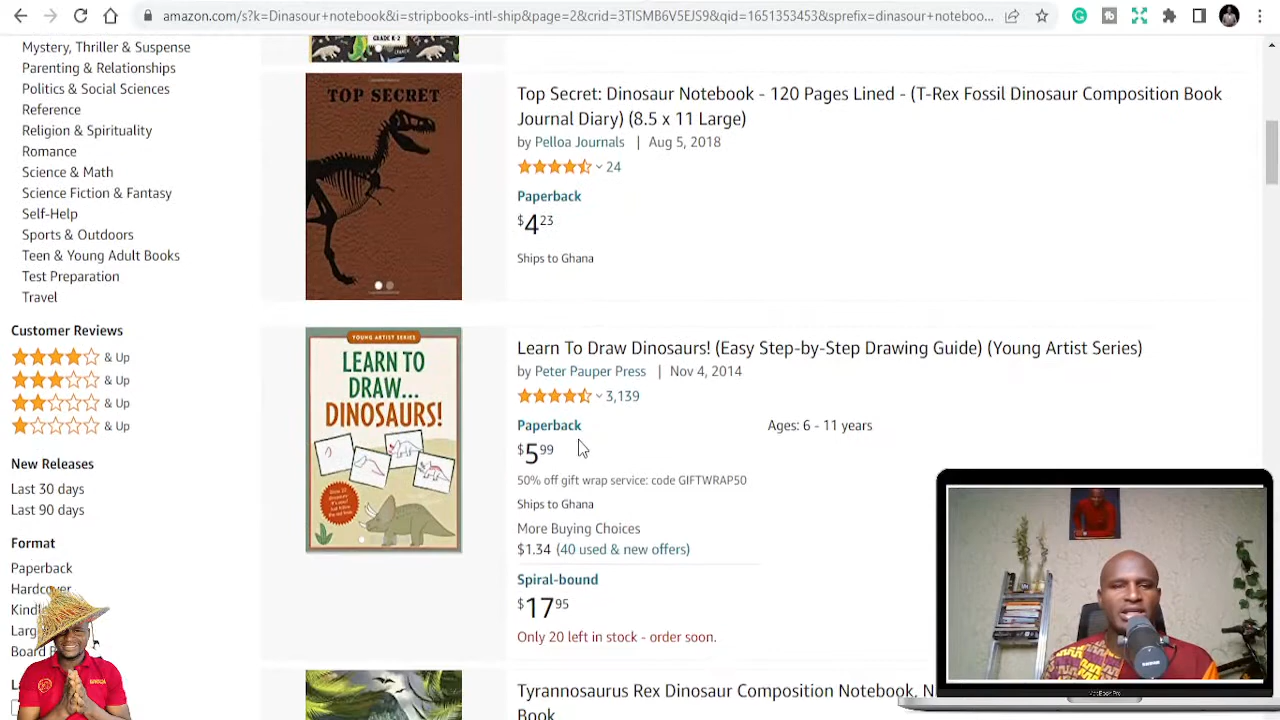 amazon.com/s?k=Dinasour+notebook&i=stripbooks-intl-ship&page=2&crid=3TISMB6V5EJSS&qid=1651353453&sprefix=dinasour+noteboo...
Mystery, Thriller & Suspense
Parenting & Relationships
Politics & Social Sciences
Reference
Religion & Spirituality
Romance
Science & Math
Science Fiction & Fantasy
Self-Help
Sports & Outdoors
Teen & Young Adult Books
Test Preparation
Travel
Customer Reviews
& Up
& Up
& Up
& Up
New Releases
Last 30 days
Last 90 days
Format
Paperback
Hardcover
GRADE K-2
TOP SECRET
Top Secret: Dinosaur Notebook - 120 Pages Lined - (T-Rex Fossil Dinosaur Composition Book
Journal Diary) (8.5 x 11 Large)
by Pelloa Journals | Aug 5, 2018
24
Paperback
$4 23
Ships to Ghana
YOUNG ARTIST SERIES
LEARN TO
DRAW...
DINOSAURS!
Learn To Draw Dinosaurs! (Easy Step-by-Step Drawing Guide) (Young Artist Series)
by Peter Pauper Press | Nov 4, 2014
3,139
Paperback
Ages: 6 - 11 years
$5 99
50% off gift wrap service: code GIFTWRAP50
Ships to Ghana
More Buying Choices
$1.34 (40 used & new offers)
Spiral-bound
$17 95
Only 20 left in stock - order soon.
Tyrannosaurus Rex Dinosaur Composition Notebook,
Book
MacBook Pro